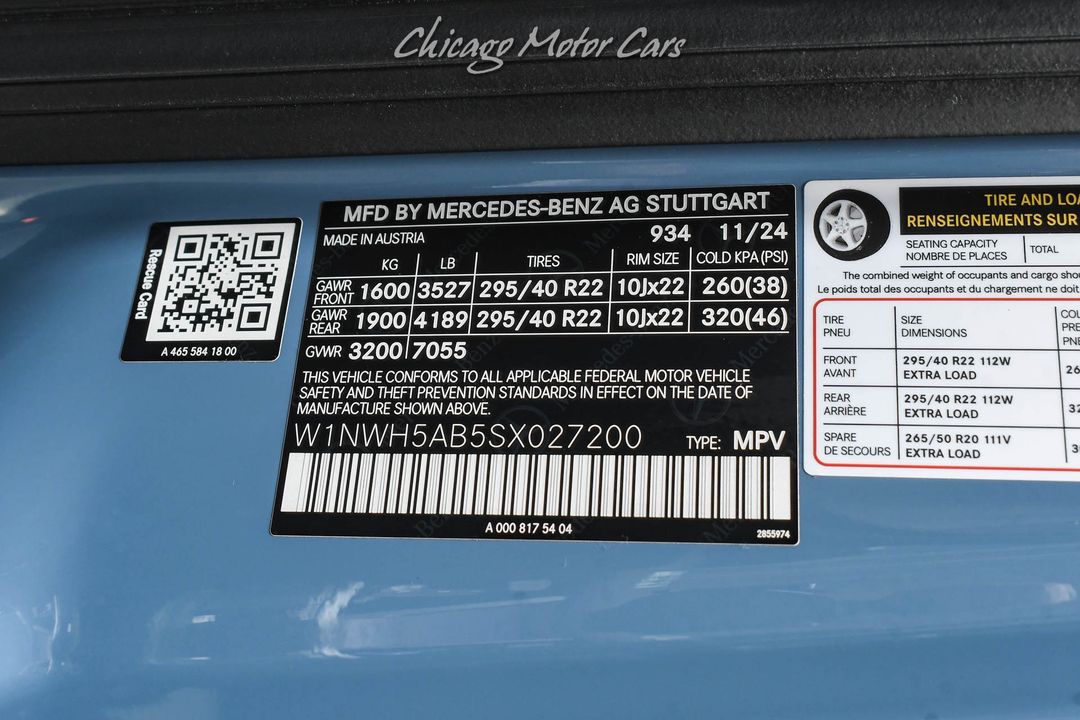 Chicago Motor Cars
Rescue Card
A 465 584 18 00
MFD BY MERCEDES-BENZ AG STUTTGART
MADE IN AUSTRIA 934 11/24
KG LB TIRES RIM SIZE COLD KPA(PSI)
GAWR FRONT 1600 3527 295/40 R22 10Jx22 260(38)
GAWR REAR 1900 4189 295/40 R22 10Jx22 320(46)
GVWR 3200 7055
THIS VEHICLE CONFORMS TO ALL APPLICABLE FEDERAL MOTOR VEHICLE
SAFETY AND THEFT PREVENTION STANDARDS IN EFFECT ON THE DATE OF
MANUFACTURE SHOWN ABOVE.
W1NWH5AB5SX027200 TYPE: MPV
A 000 817 54 04
2855974
TIRE AND LOA
RENSEIGNEMENTS SUR
SEATING CAPACITY
NOMBRE DE PLACES
TOTAL
The combined weight of occupants and cargo shou
Le poids total des occupants et du chargement ne doit
TIRE
PNEU
SIZE
DIMENSIONS
COL
PRE
PNE
FRONT
AVANT
295/40 R22 112W
EXTRA LOAD
26
REAR
ARRIÈRE
295/40 R22 112W
EXTRA LOAD
32
SPARE
DE SECOURS
265/50 R20 111V
EXTRA LOAD